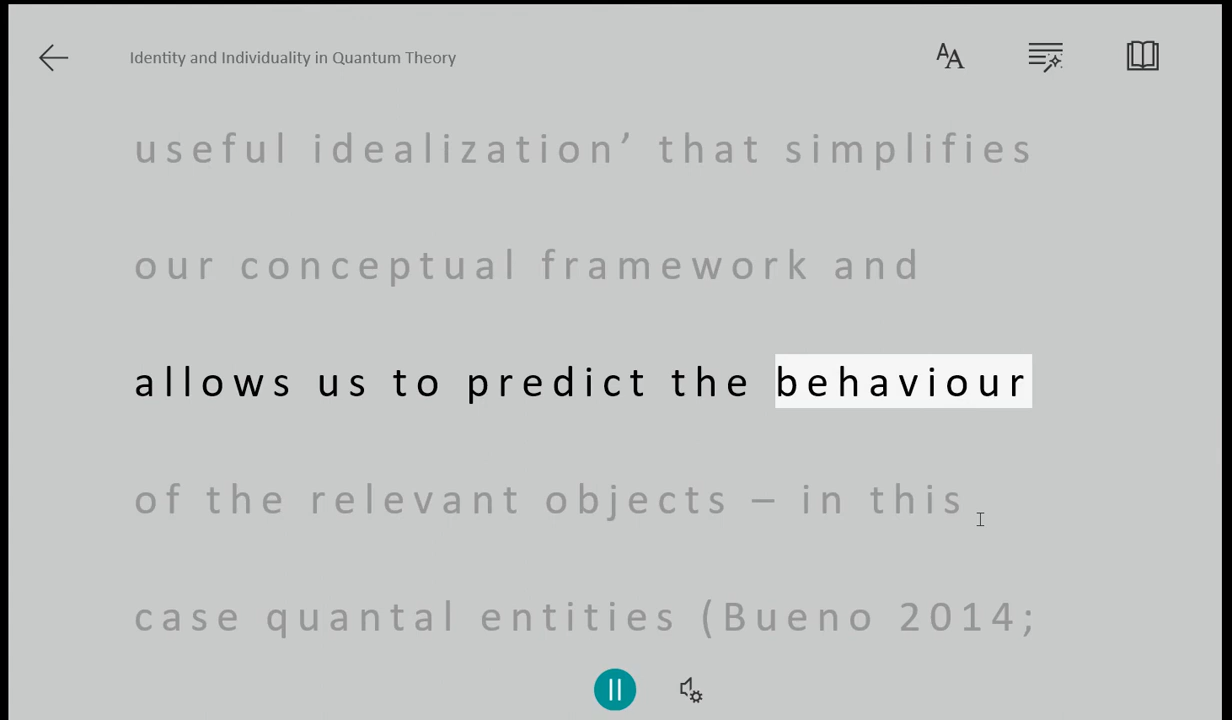 Identity and Individuality in Quantum Theory
useful idealization’ that simplifies
our conceptual framework and
allows us to predict the behaviour
of the relevant objects – in this
case quantal entities (Bueno 2014;